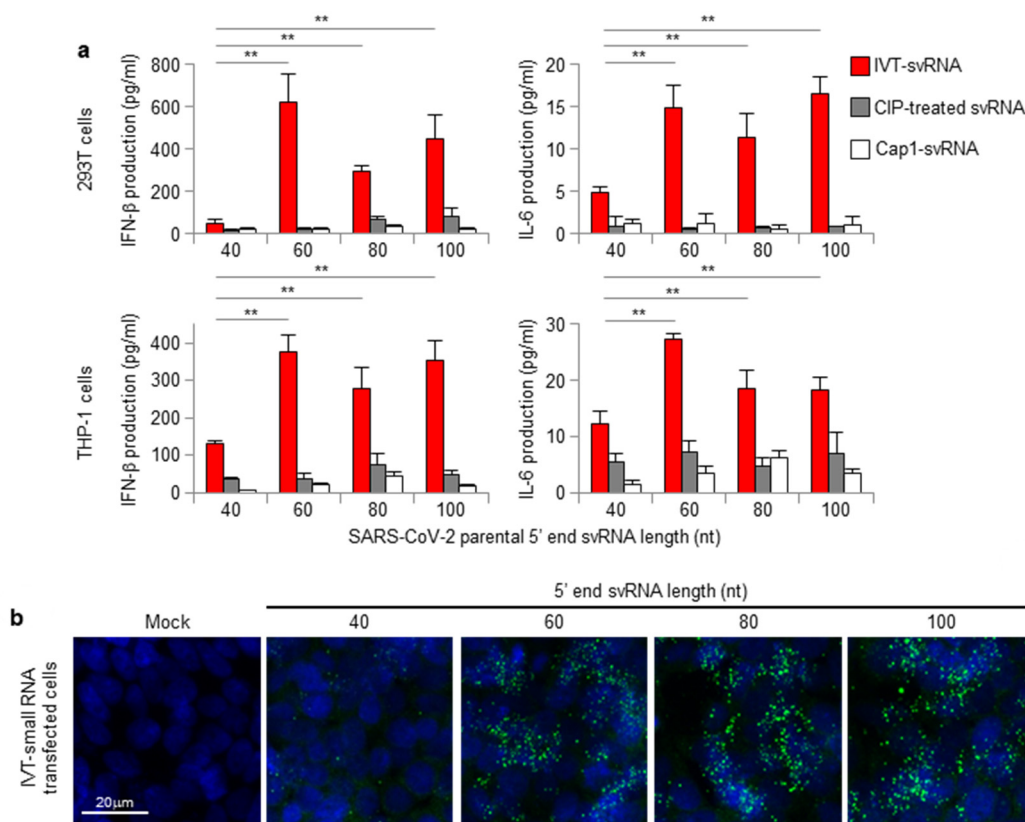 a
**
**
**
800
600
400
200
0
IFN-β production (pg/ml)
293T cells
40 60 80 100
**
**
**
20
15
10
5
0
IL-6 production (pg/ml)
40 60 80 100
IVT-svRNA
CIP-treated svRNA
Cap1-svRNA
**
**
**
400
300
200
100
0
IFN-β production (pg/ml)
THP-1 cells
40 60 80 100
**
**
**
30
20
10
0
IL-6 production (pg/ml)
40 60 80 100
SARS-CoV-2 parental 5' end svRNA length (nt)
b
5' end svRNA length (nt)
Mock 40 60 80 100
IVT-small RNA
transfected cells
20μm